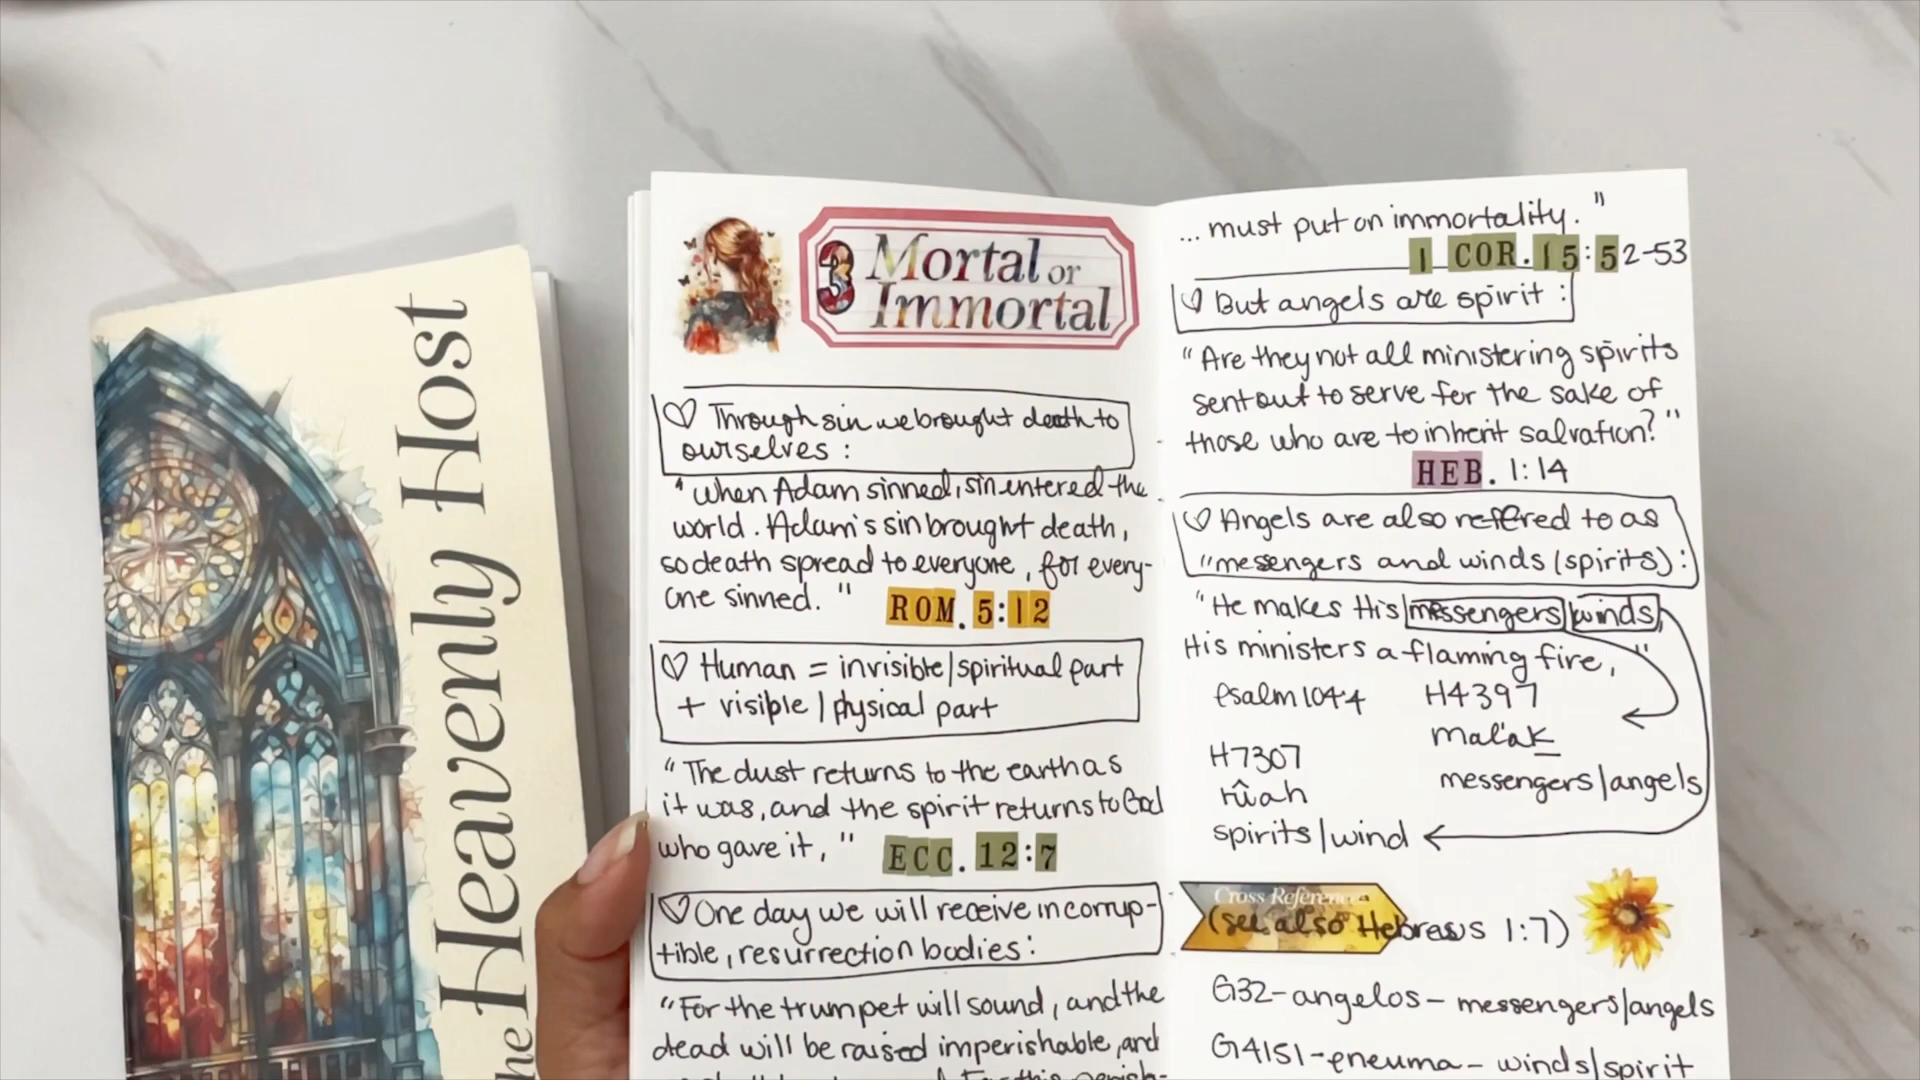 The Heavenly Host
3 Mortal or
Immortal
Through sin we brought death to
ourselves:
"When Adam sinned, sin entered the
world. Adam's sin brought death,
so death spread to everyone, for every-
one sinned."
ROM. 5:12
Human = invisible/spiritual part
+ visible/physical part
"The dust returns to the earth as
it was, and the spirit returns to God
who gave it,"
ECC. 12:7
One day we will receive incorrup-
tible, resurrection bodies:
"For the trumpet will sound, and the
dead will be raised imperishable, and
For this perish-
... must put on immortality."
1 COR. 15:52-53
But angels are spirit:
"Are they not all ministering spirits
sent out to serve for the sake of
those who are to inherit salvation?"
HEB. 1:14
Angels are also reffered to as
"messengers and winds (spirits):
"He makes His messengers winds,
His ministers a flaming fire,"
Psalm 104:4
H4397
mal'ak
messengers/angels
H7307
rûah
spirits/wind
Cross Reference
(see also Hebrews 1:7)
G32-angelos- messengers/angels
G4151-pneuma- winds/spirit